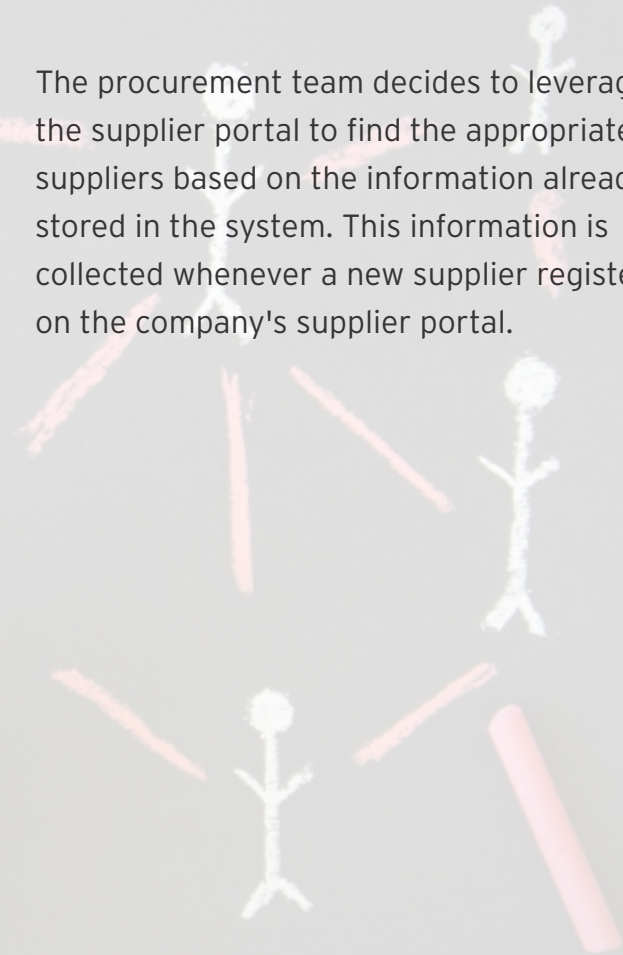 The procurement team decides to leverag
the supplier portal to find the appropriate
suppliers based on the information alread
stored in the system. This information is
collected whenever a new supplier registe
on the company's supplier portal.